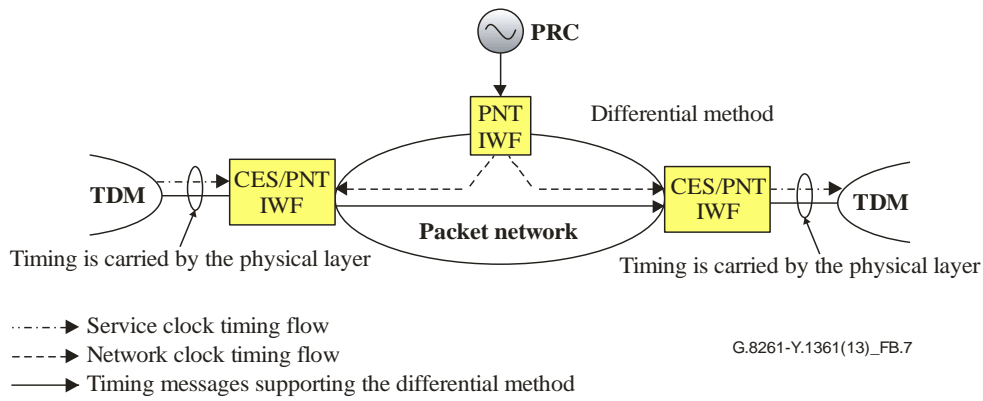 PRC
PNT
IWF
Differential method
TDM
CES/PNT
IWF
CES/PNT
IWF
TDM
Packet network
Timing is carried by the physical layer
Timing is carried by the physical layer
Service clock timing flow
Network clock timing flow
G.8261-Y.1361(13)_FB.7
Timing messages supporting the differential method